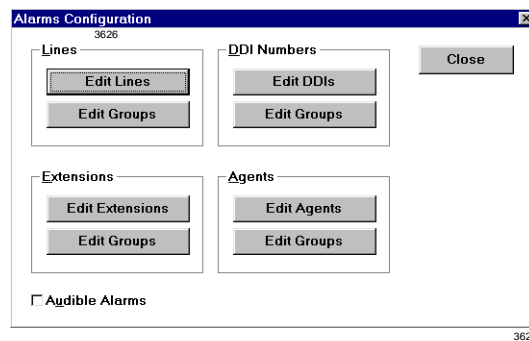 Alarms Configuration
3626
Lines
DDI Numbers
Close
Edit Lines
Edit DDIs
Edit Groups
Edit Groups
Extensions
Agents
Edit Extensions
Edit Agents
Edit Groups
Edit Groups
Audible Alarms
362